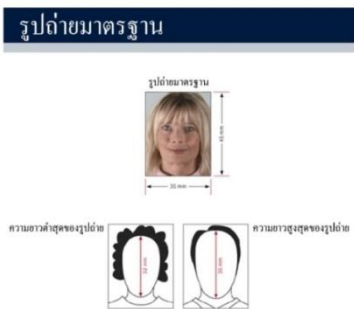 รูปถ่ายมาตรฐาน
รูปถ่ายมาตรฐาน
45 mm
35 mm
ความยาวต่ำสุดของรูปถ่าย
ความยาวสูงสุดของรูปถ่าย